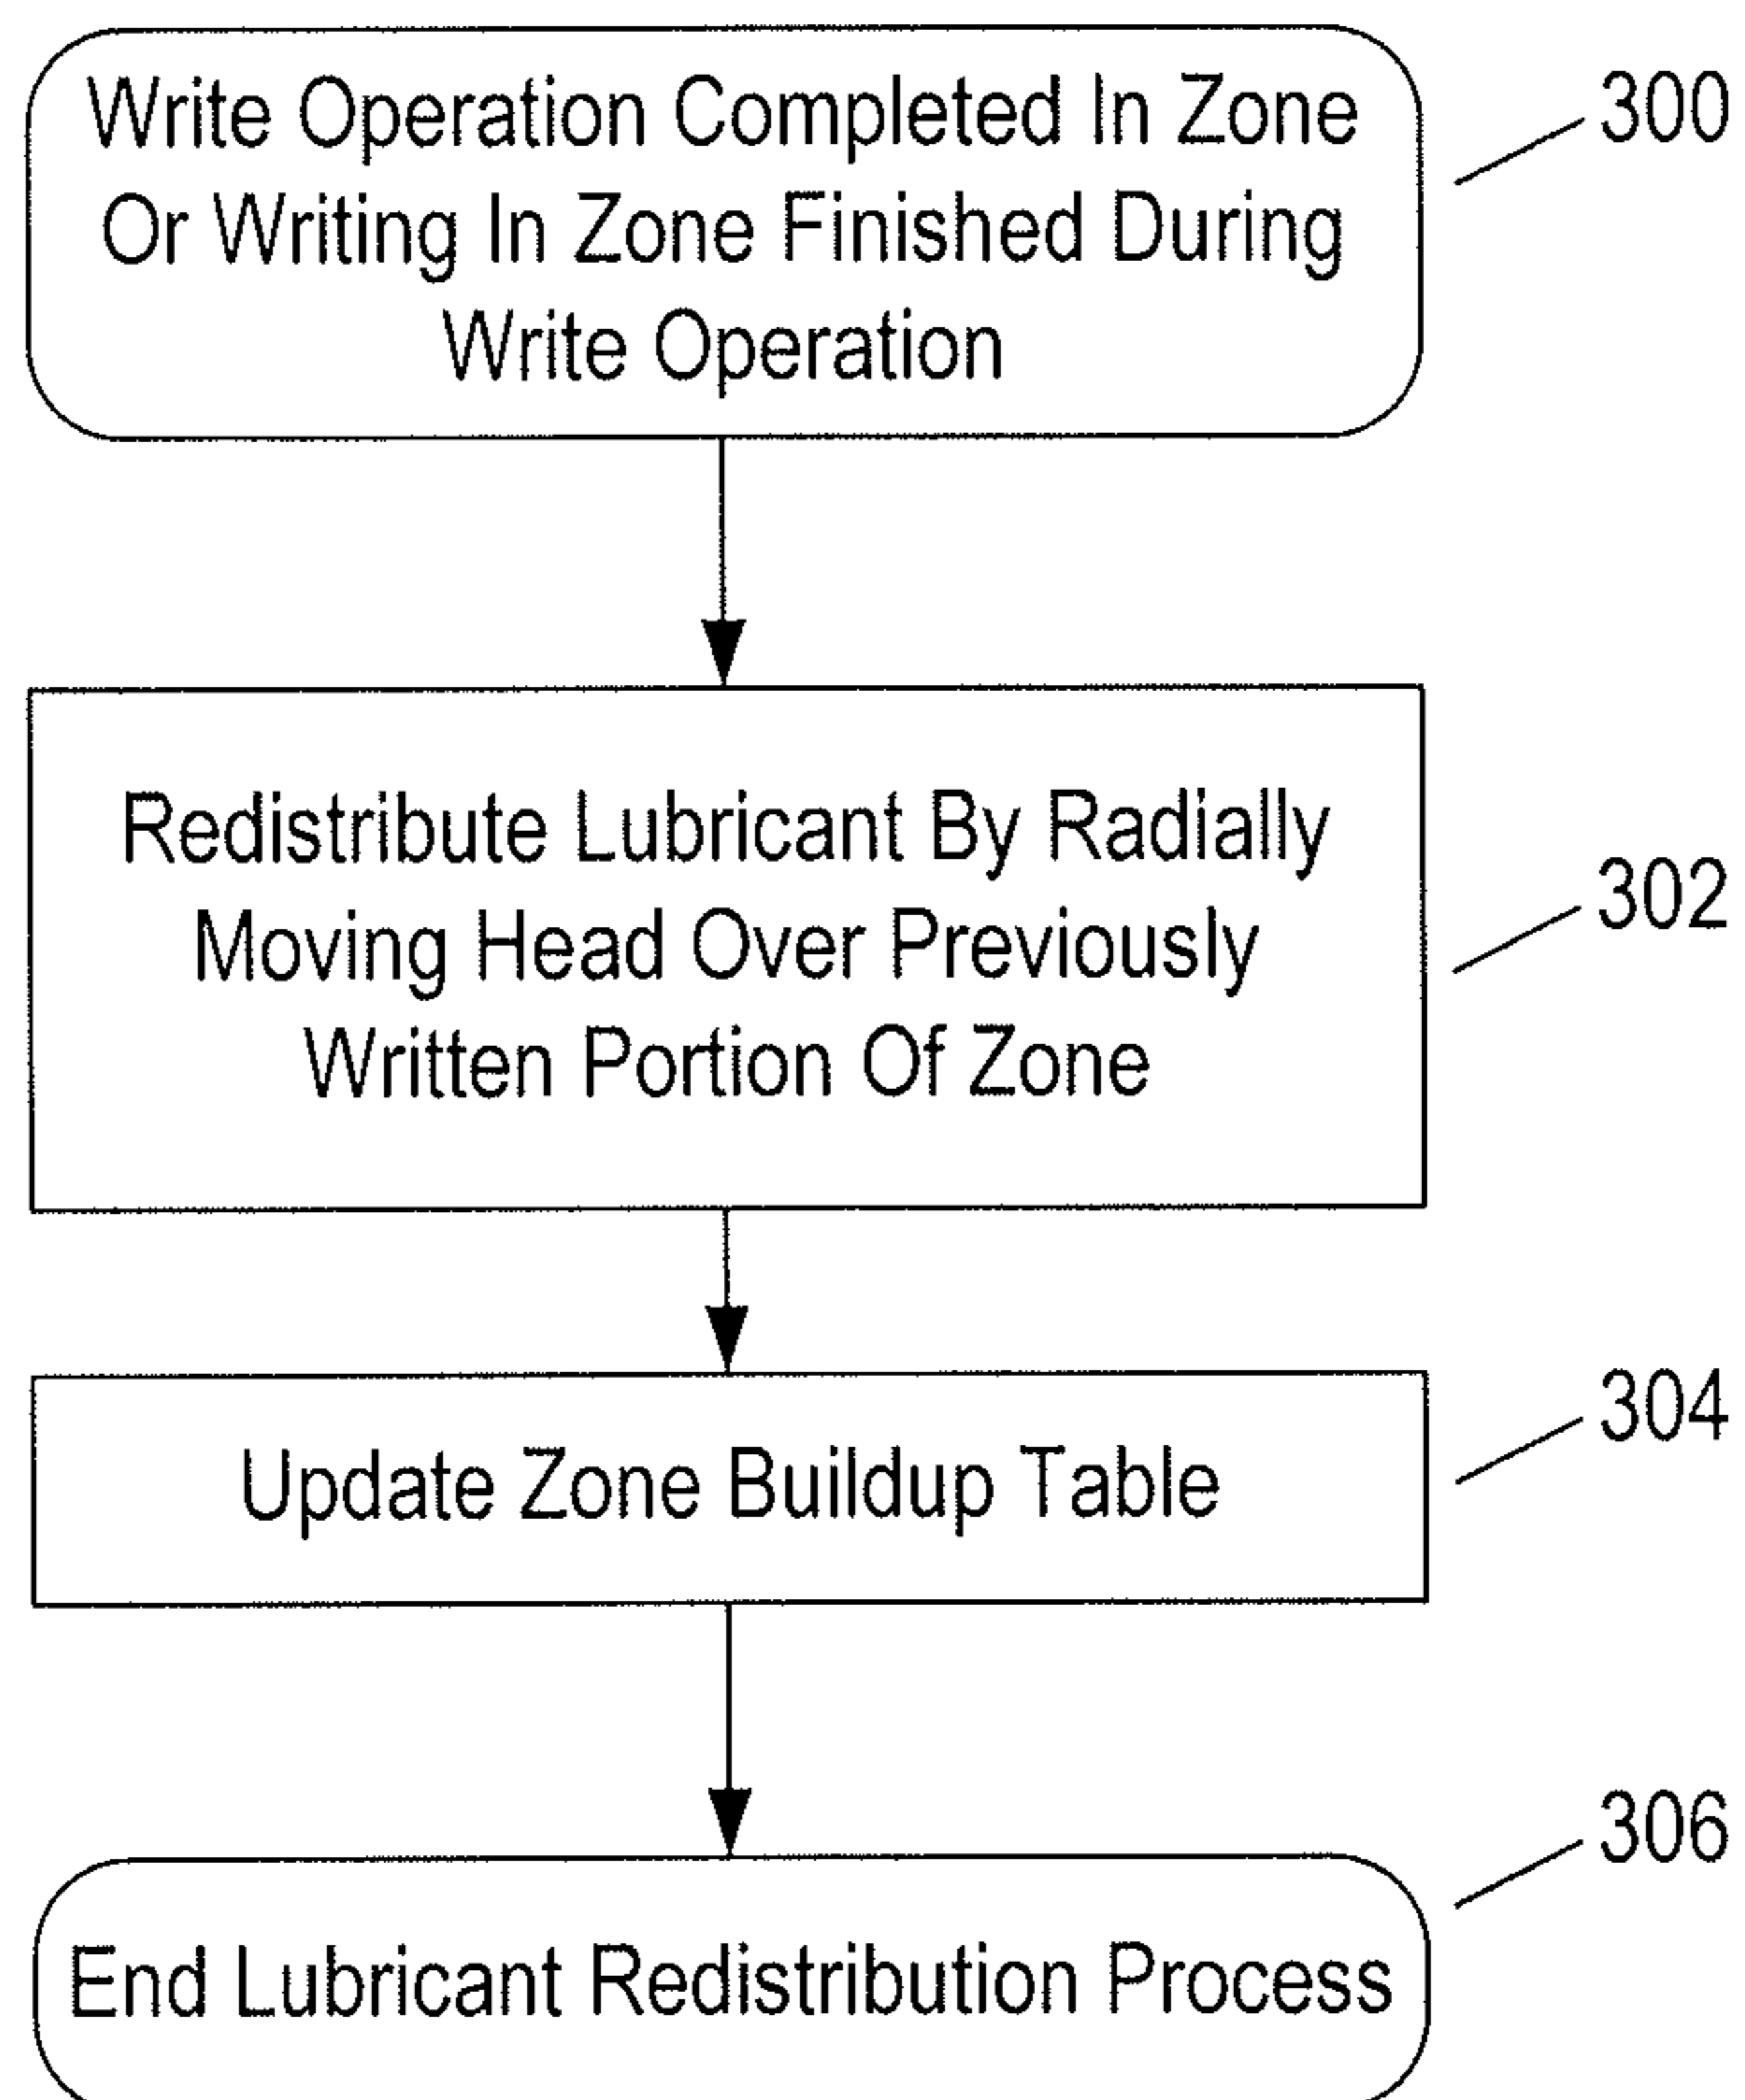 Write Operation Completed In Zone
Or Writing In Zone Finished During
Write Operation
300
Redistribute Lubricant By Radially
Moving Head Over Previously
Written Portion Of Zone
302
Update Zone Buildup Table
304
End Lubricant Redistribution Process
306